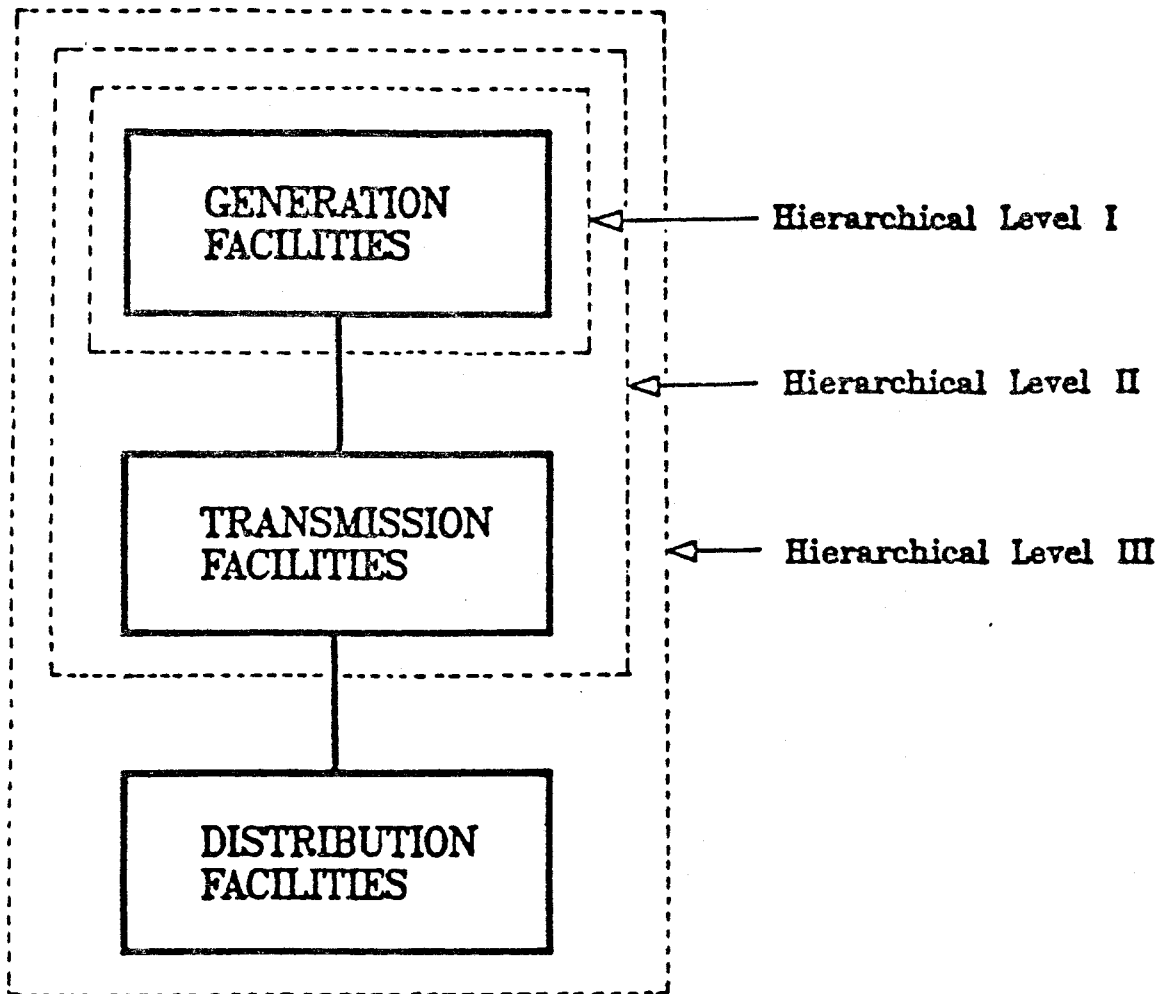 GENERATION
FACILITIES
Hierarchical Level I
Hierarchical Level II
TRANSMISSION
FACILITIES
Hierarchical Level III
DISTRIBUTION
FACILITIES